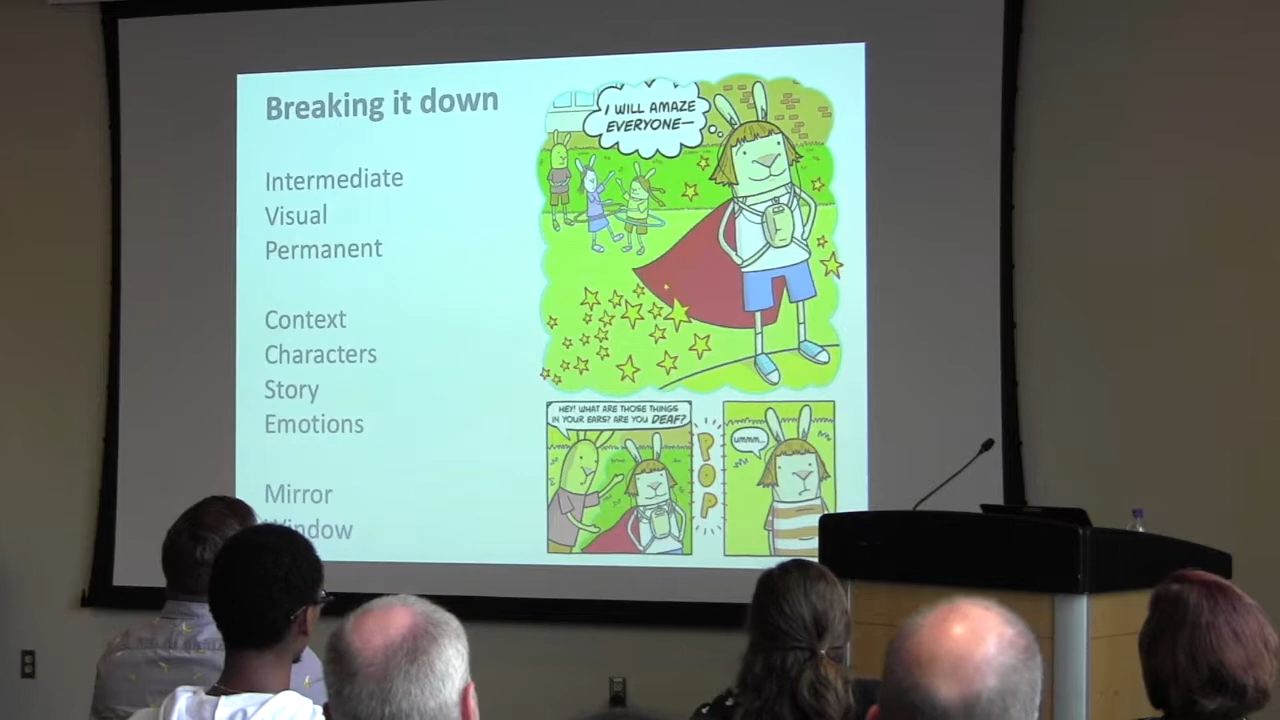 Breaking it down
Intermediate
Visual
Permanent
Context
Characters
Story
Emotions
Mirror
Window
I WILL AMAZE
EVERYONE—
HEY! WHAT ARE THOSE THINGS
IN YOUR EARS? ARE YOU DEAF?
POP
UMMM...